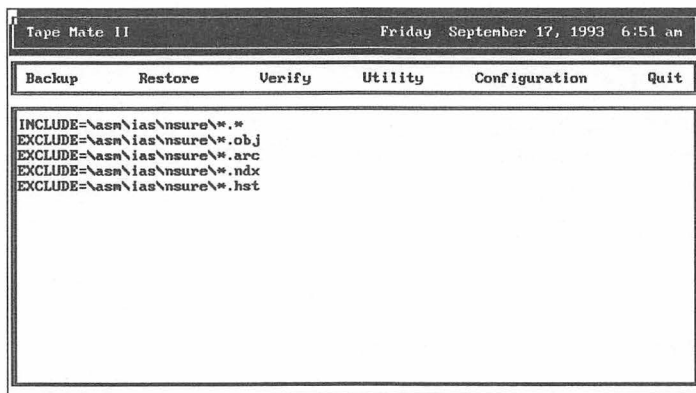 Tape Mate II Friday September 17, 1993 6:51 am
Backup Restore Verify Utility Configuration Quit
INCLUDE=\asm\ias\nsure\*.*
EXCLUDE=\asm\ias\nsure\*.obj
EXCLUDE=\asm\ias\nsure\*.arc
EXCLUDE=\asm\ias\nsure\*.ndx
EXCLUDE=\asm\ias\nsure\*.hst